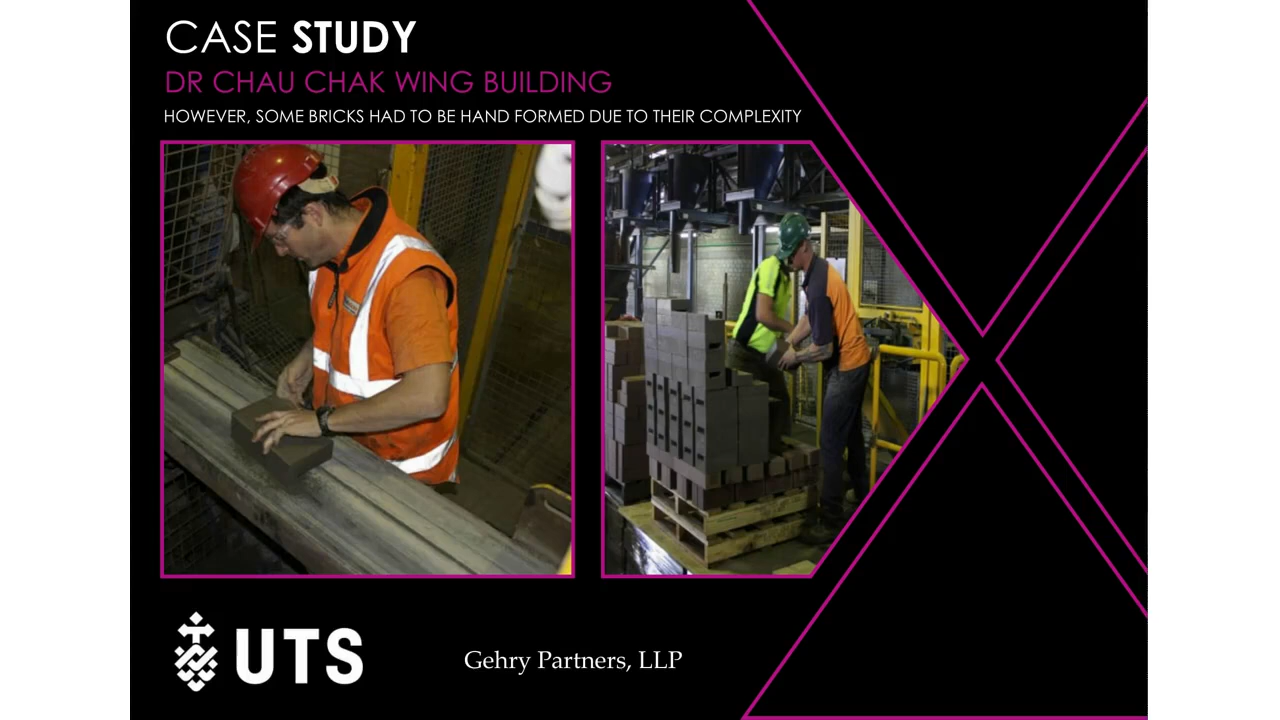 CASE STUDY
DR CHAU CHAK WING BUILDING
HOWEVER, SOME BRICKS HAD TO BE HAND FORMED DUE TO THEIR COMPLEXITY
UTS
Gehry Partners, LLP